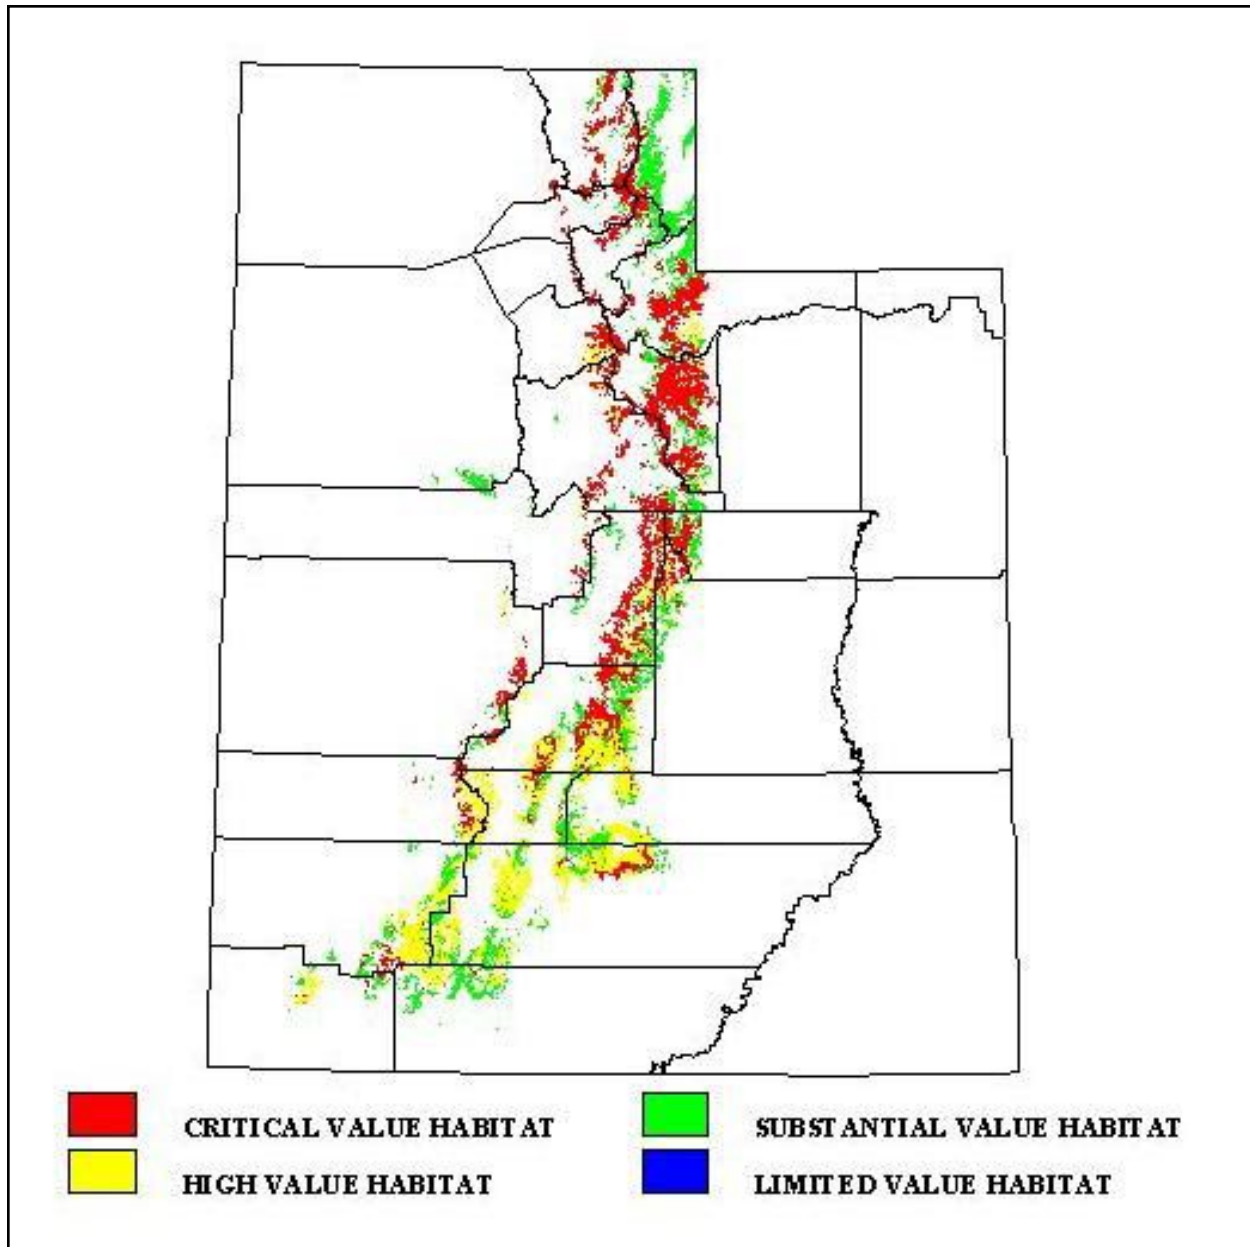 CRITICAL VALUE HABITAT
SUBSTANTIAL VALUE HABITAT
HIGH VALUE HABITAT
LIMITED VALUE HABITAT